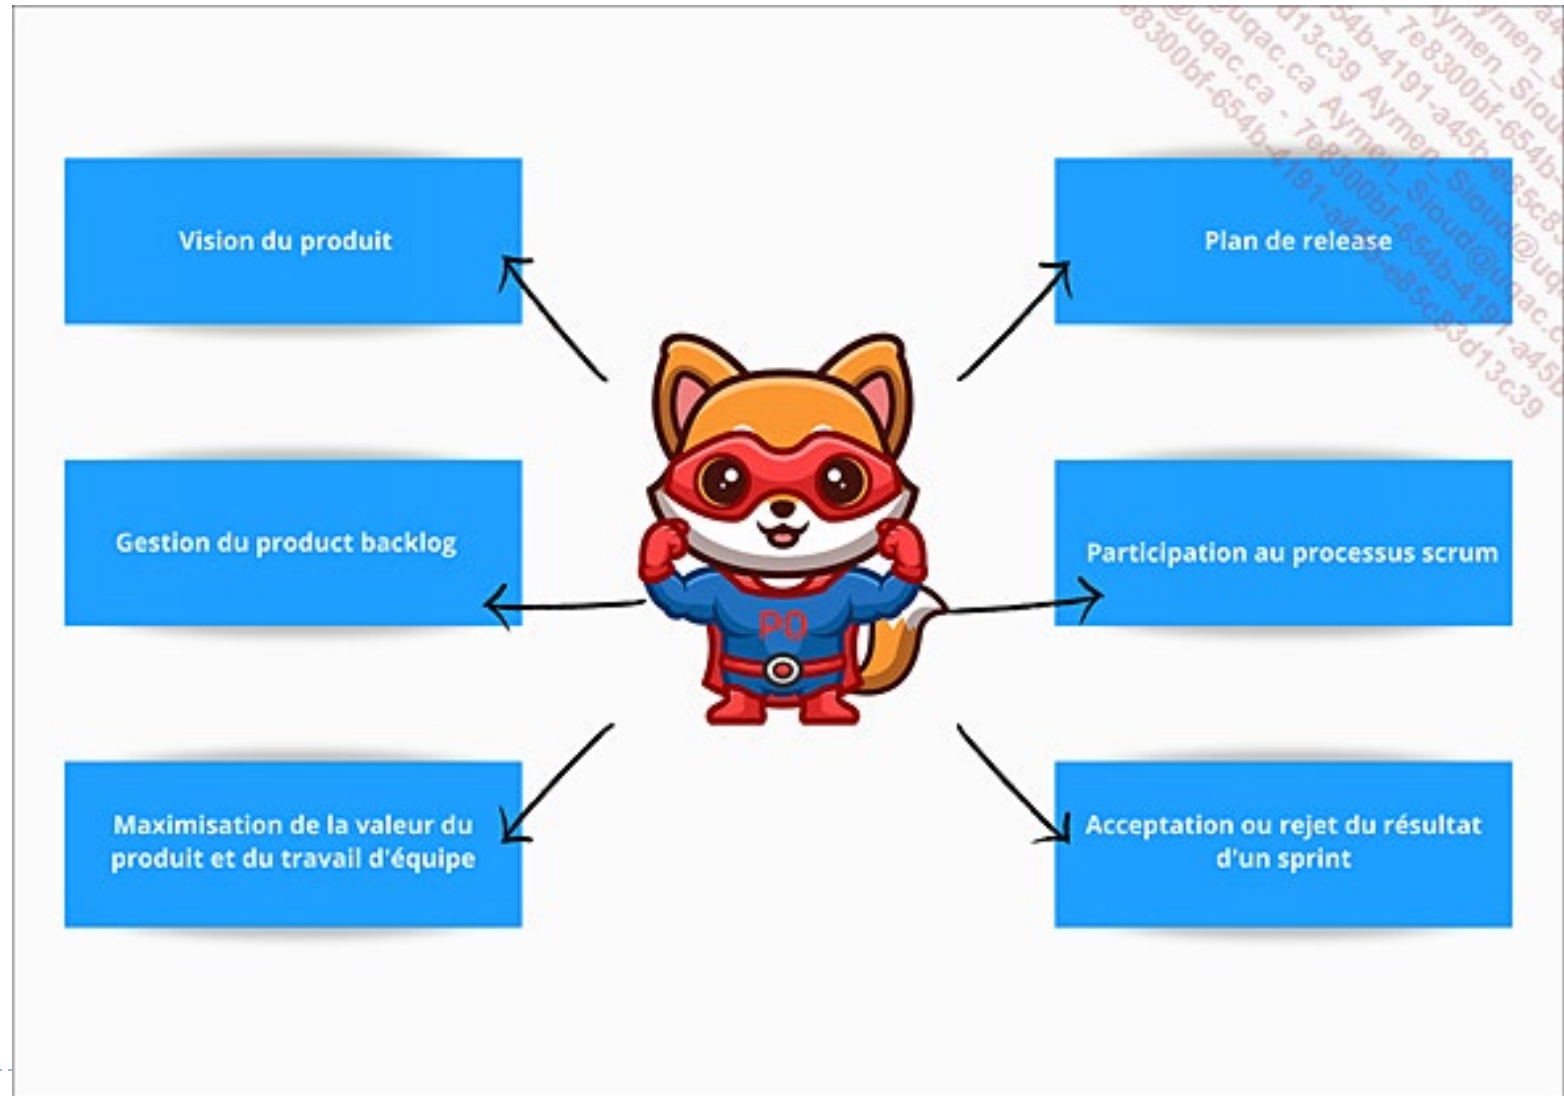 Vision du produit
Plan de release
Gestion du product backlog
Participation au processus scrum
PO
Maximisation de la valeur du
produit et du travail d'équipe
Acceptation ou rejet du résultat
d'un sprint